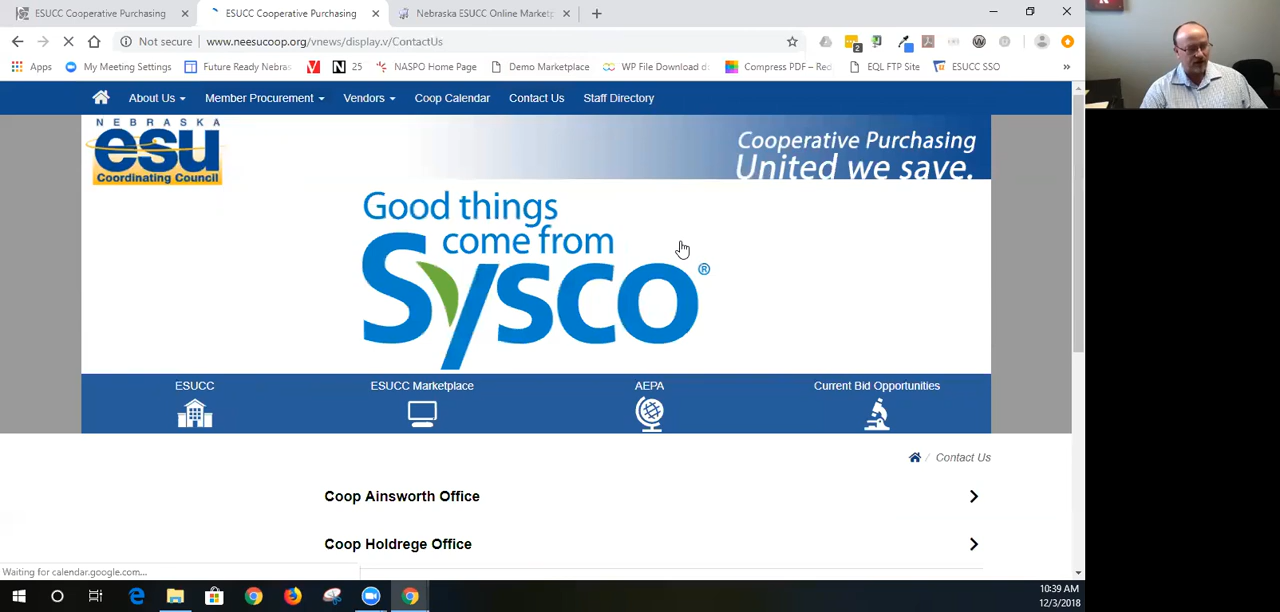 ESUCC Cooperative Purchasing
ESUCC Cooperative Purchasing
Nebraska ESUCC Online Marketp
Not secure
www.neesucoop.org/vnews/display.v/ContactUs
2
Apps
My Meeting Settings
Future Ready Nebras
25
NASPO Home Page
Demo Marketplace
WP File Download d
Compress PDF – Red
EQL FTP Site
ESUCC SSO
»
About Us
Member Procurement
Vendors
Coop Calendar
Contact Us
Staff Directory
NEBRASKA
esu
Coordinating Council
Cooperative Purchasing
United we save.
Good things
come from
Sysco®
ESUCC
ESUCC Marketplace
AEPA
Current Bid Opportunities
/ Contact Us
Coop Ainsworth Office
Coop Holdrege Office
Waiting for calendar.google.com...
10:39 AM
12/3/2018